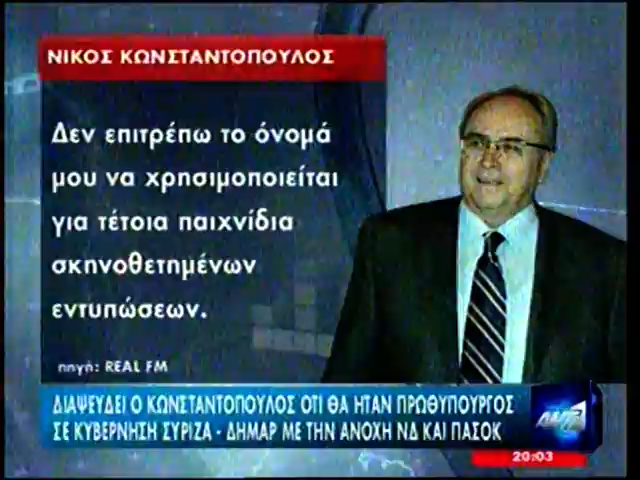 ΝΙΚΟΣ ΚΩΝΣΤΑΝΤΟΠΟΥΛΟΣ
Δεν επιτρέπω το όνομά
μου να χρησιμοποιείται
για τέτοια παιχνίδια
σκηνοθετημένων
εντυπώσεων.
πηγή: REAL FM
ΔΙΑΨΕΥΔΕΙ Ο ΚΩΝΣΤΑΝΤΟΠΟΥΛΟΣ ΟΤΙ ΘΑ ΗΤΑΝ ΠΡΩΘΥΠΟΥΡΓΟΣ
ΣΕ ΚΥΒΕΡΝΗΣΗ ΣΥΡΙΖΑ - ΔΗΜΑΡ ΜΕ ΤΗΝ ΑΝΟΧΗ ΝΔ ΚΑΙ ΠΑΣΟΚ
ΑΝΤ1
20:03